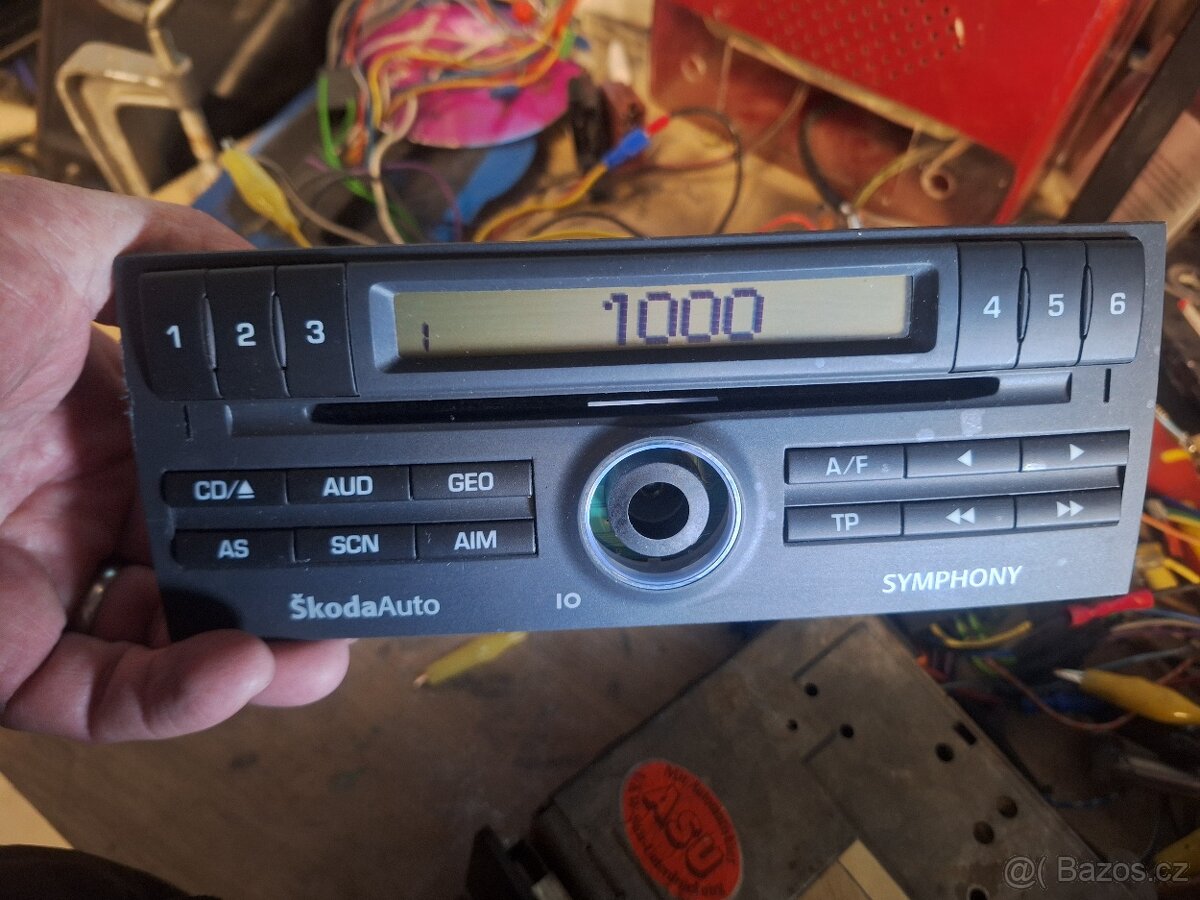 1 1000
1 2 3
4 5 6
CD/⏏ AUD GEO
AS SCN AIM
A/F ◀ ▶
TP ◀◀ ▶▶
ŠkodaAuto
IO
SYMPHONY
ASU
@( Bazos.cz